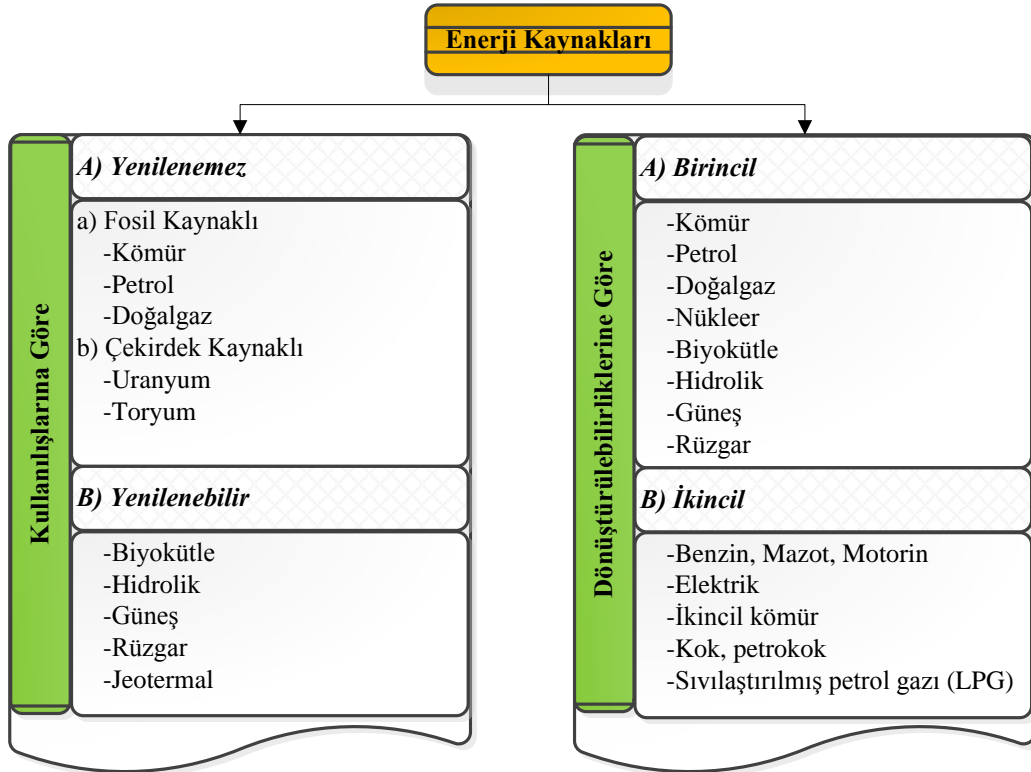 Enerji Kaynakları
Kullanılışlarına Göre
A) Yenilenemez
a) Fosil Kaynaklı
-Kömür
-Petrol
-Doğalgaz
b) Çekirdek Kaynaklı
-Uranyum
-Toryum
B) Yenilenebilir
-Biyokütle
-Hidrolik
-Güneş
-Rüzgar
-Jeotermal
Dönüştürülebilirliklerine Göre
A) Birincil
-Kömür
-Petrol
-Doğalgaz
-Nükleer
-Biyokütle
-Hidrolik
-Güneş
-Rüzgar
B) İkincil
-Benzin, Mazot, Motorin
-Elektrik
-İkincil kömür
-Kok, petrokok
-Sıvılaştırılmış petrol gazı (LPG)